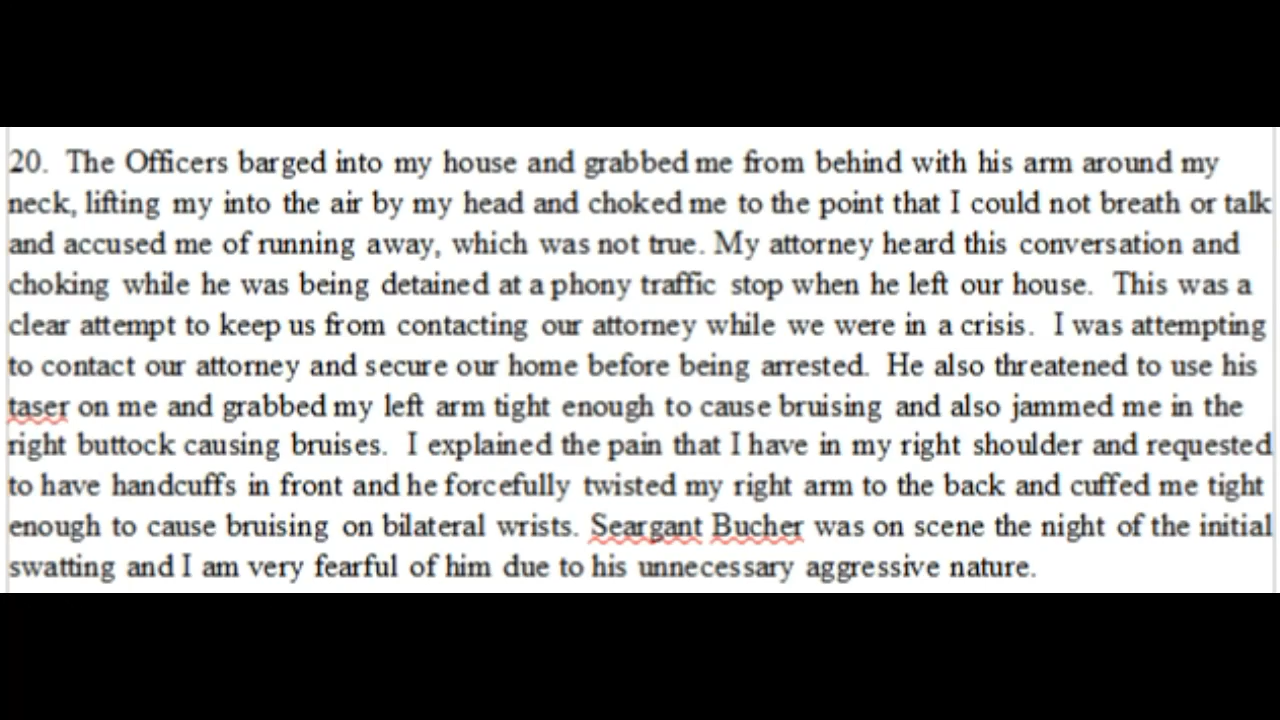 20. The Officers barged into my house and grabbed me from behind with his arm around my
neck, lifting my into the air by my head and choked me to the point that I could not breath or talk
and accused me of running away, which was not true. My attorney heard this conversation and
choking while he was being detained at a phony traffic stop when he left our house. This was a
clear attempt to keep us from contacting our attorney while we were in a crisis. I was attempting
to contact our attorney and secure our home before being arrested. He also threatened to use his
taser on me and grabbed my left arm tight enough to cause bruising and also jammed me in the
right buttock causing bruises. I explained the pain that I have in my right shoulder and requested
to have handcuffs in front and he forcefully twisted my right arm to the back and cuffed me tight
enough to cause bruising on bilateral wrists. Seargant Bucher was on scene the night of the initial
swatting and I am very fearful of him due to his unnecessary aggressive nature.